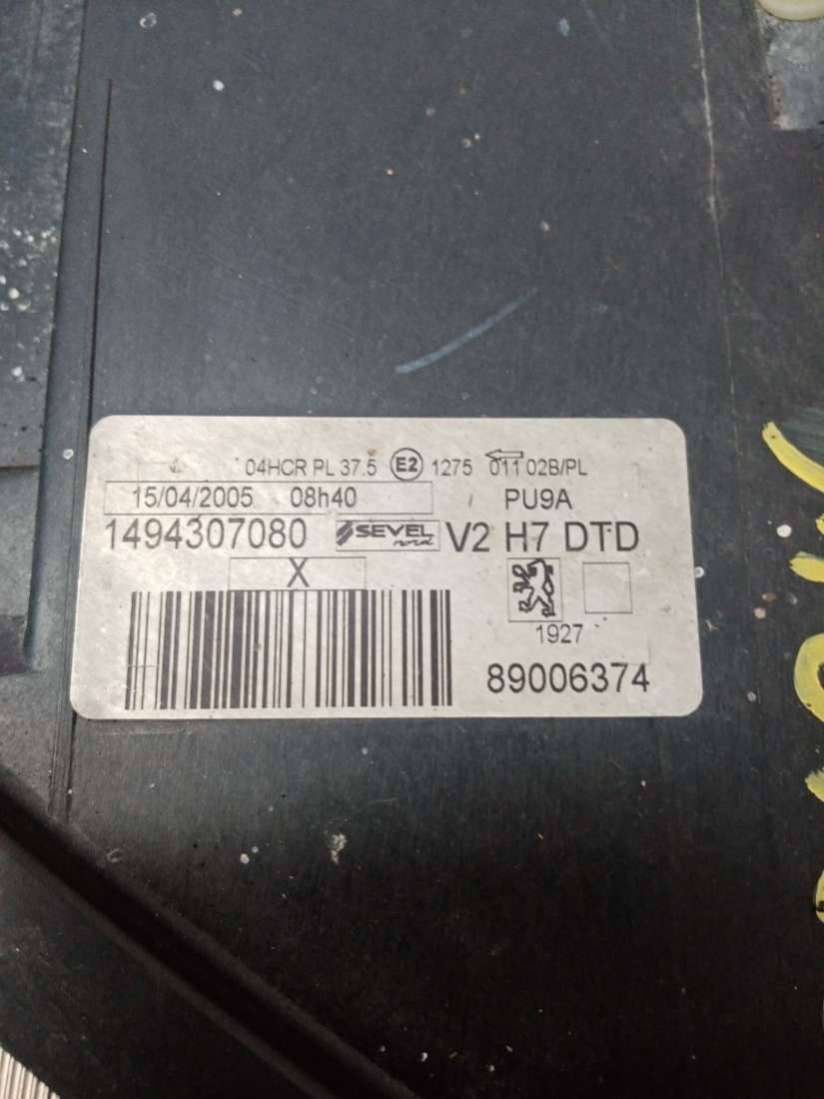 04HCR PL 37.5 E2 1275 011 02B/PL
15/04/2005 08h40 PU9A
1494307080 SEVEL nord V2 H7 DTD
X
1927
89006374